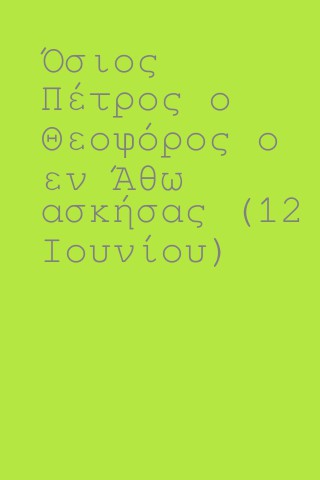 Όσιος
Πέτρος ο
Θεοφόρος ο
εν Άθω
ασκήσας (12
Ιουνίου)